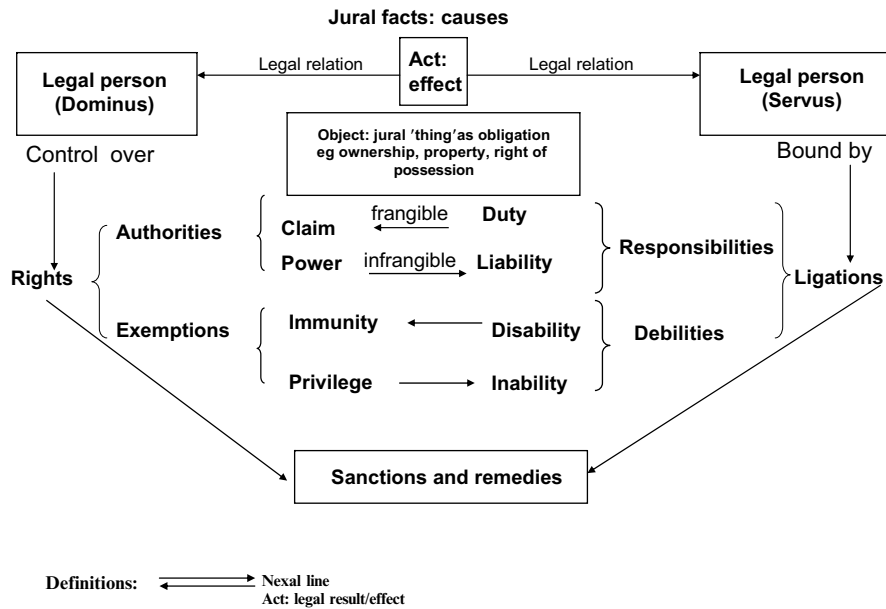 Jural facts: causes
Legal person
(Dominus)
Legal relation
Act:
effect
Legal relation
Legal person
(Servus)
Object: jural 'thing'as obligation
eg ownership, property, right of
possession
Control over
Bound by
Authorities
Claim
frangible
Duty
Power
infrangible
Liability
Responsibilities
Rights
Ligations
Exemptions
Immunity
Disability
Debilities
Privilege
Inability
Sanctions and remedies
Definitions:
Nexal line
Act: legal result/effect